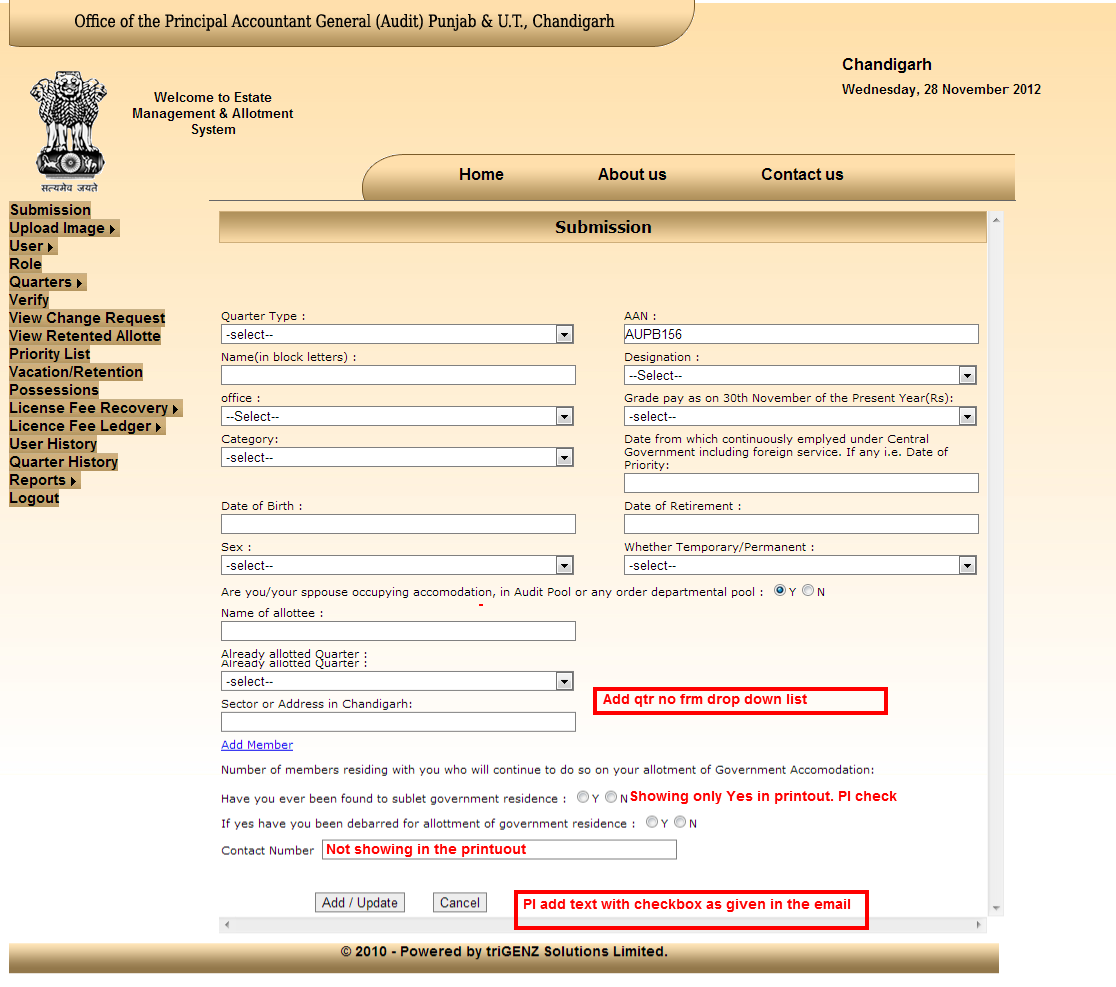 Office of the Principal Accountant General (Audit) Punjab & U.T., Chandigarh
Chandigarh
Wednesday, 28 November 2012
Welcome to Estate
Management & Allotment
System
सत्यमेव जयते
Home About us Contact us
Submission
Upload Image
User
Role
Quarters
Verify
View Change Request
View Retented Allotte
Priority List
Vacation/Retention
Possessions
License Fee Recovery
Licence Fee Ledger
User History
Quarter History
Reports
Logout
Submission
Quarter Type :
-select--
AAN :
AUPB156
Name(in block letters) :
Designation :
--Select--
office :
--Select--
Grade pay as on 30th November of the Present Year(Rs):
-select--
Category:
-select--
Date from which continuously emplyed under Central
Government including foreign service. If any i.e. Date of
Priority:
Date of Birth :
Date of Retirement :
Sex :
-select--
Whether Temporary/Permanent :
-select--
Are you/your sppouse occupying accomodation, in Audit Pool or any order departmental pool : Y N
Name of allottee :
Already allotted Quarter :
Already allotted Quarter :
-select--
Add qtr no frm drop down list
Sector or Address in Chandigarh:
Add Member
Number of members residing with you who will continue to do so on your allotment of Government Accomodation:
Have you ever been found to sublet government residence : Y N Showing only Yes in printout. Pl check
If yes have you been debarred for allottment of government residence : Y N
Contact Number Not showing in the printuout
Add / Update Cancel
Pl add text with checkbox as given in the email
© 2010 - Powered by triGENZ Solutions Limited.